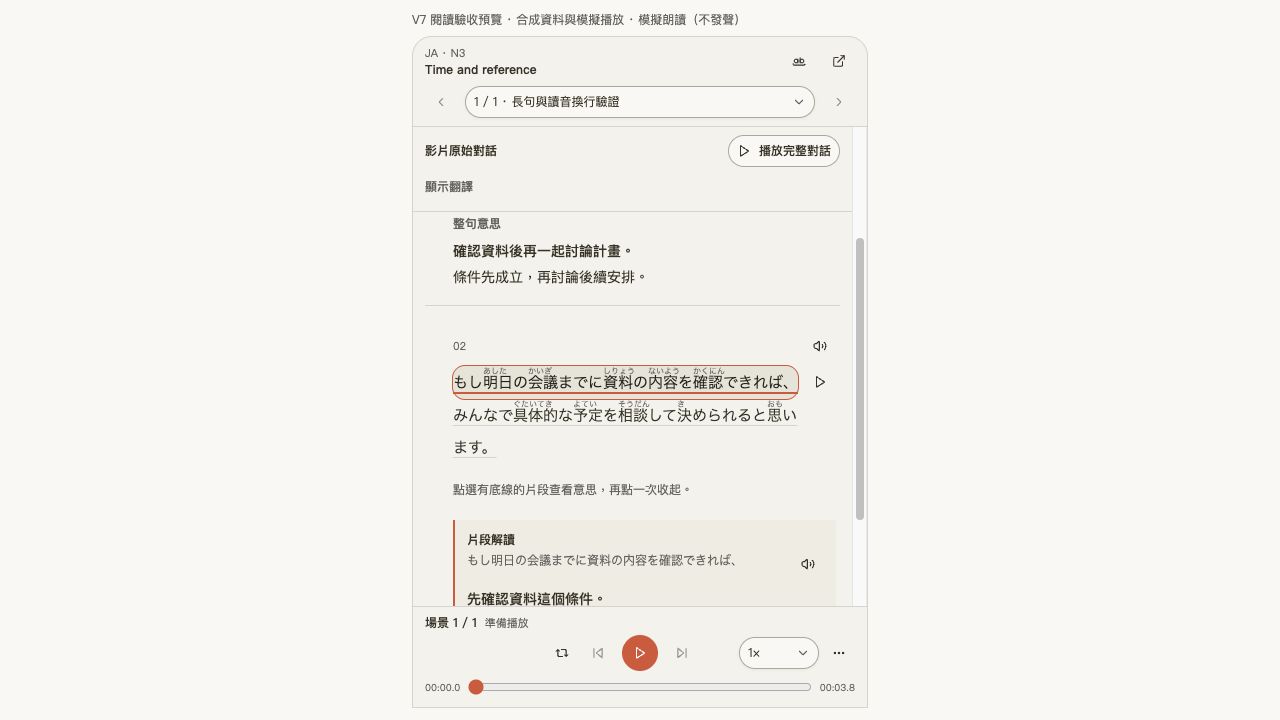 V7 閱讀驗收預覽 · 合成資料與模擬播放 · 模擬朗讀（不發聲）
JA · N3
Time and reference
1 / 1 · 長句與讀音換行驗證
影片原始對話
播放完整對話
顯示翻譯
整句意思
確認資料後再一起討論計畫。
條件先成立，再討論後續安排。
02
あした かいぎ しりょう ないよう かくにん
もし明日の会議までに資料の内容を確認できれば、
ぐたいてき よてい そうだん き おも
みんなで具体的な予定を相談して決められると思い
ます。
點選有底線的片段查看意思，再點一次收起。
片段解讀
もし明日の会議までに資料の内容を確認できれば、
先確認資料這個條件。
場景 1 / 1 準備播放
1×
00:00.0
00:03.8